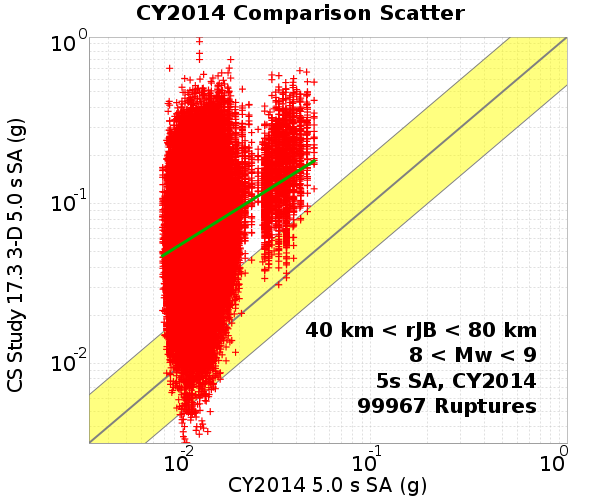 CY2014 Comparison Scatter
CS Study 17.3 3-D 5.0 s SA (g)
10^0
10^-1
10^-2
40 km < rJB < 80 km
8 < Mw < 9
5s SA, CY2014
99967 Ruptures
10^-2 10^-1 10^0
CY2014 5.0 s SA (g)